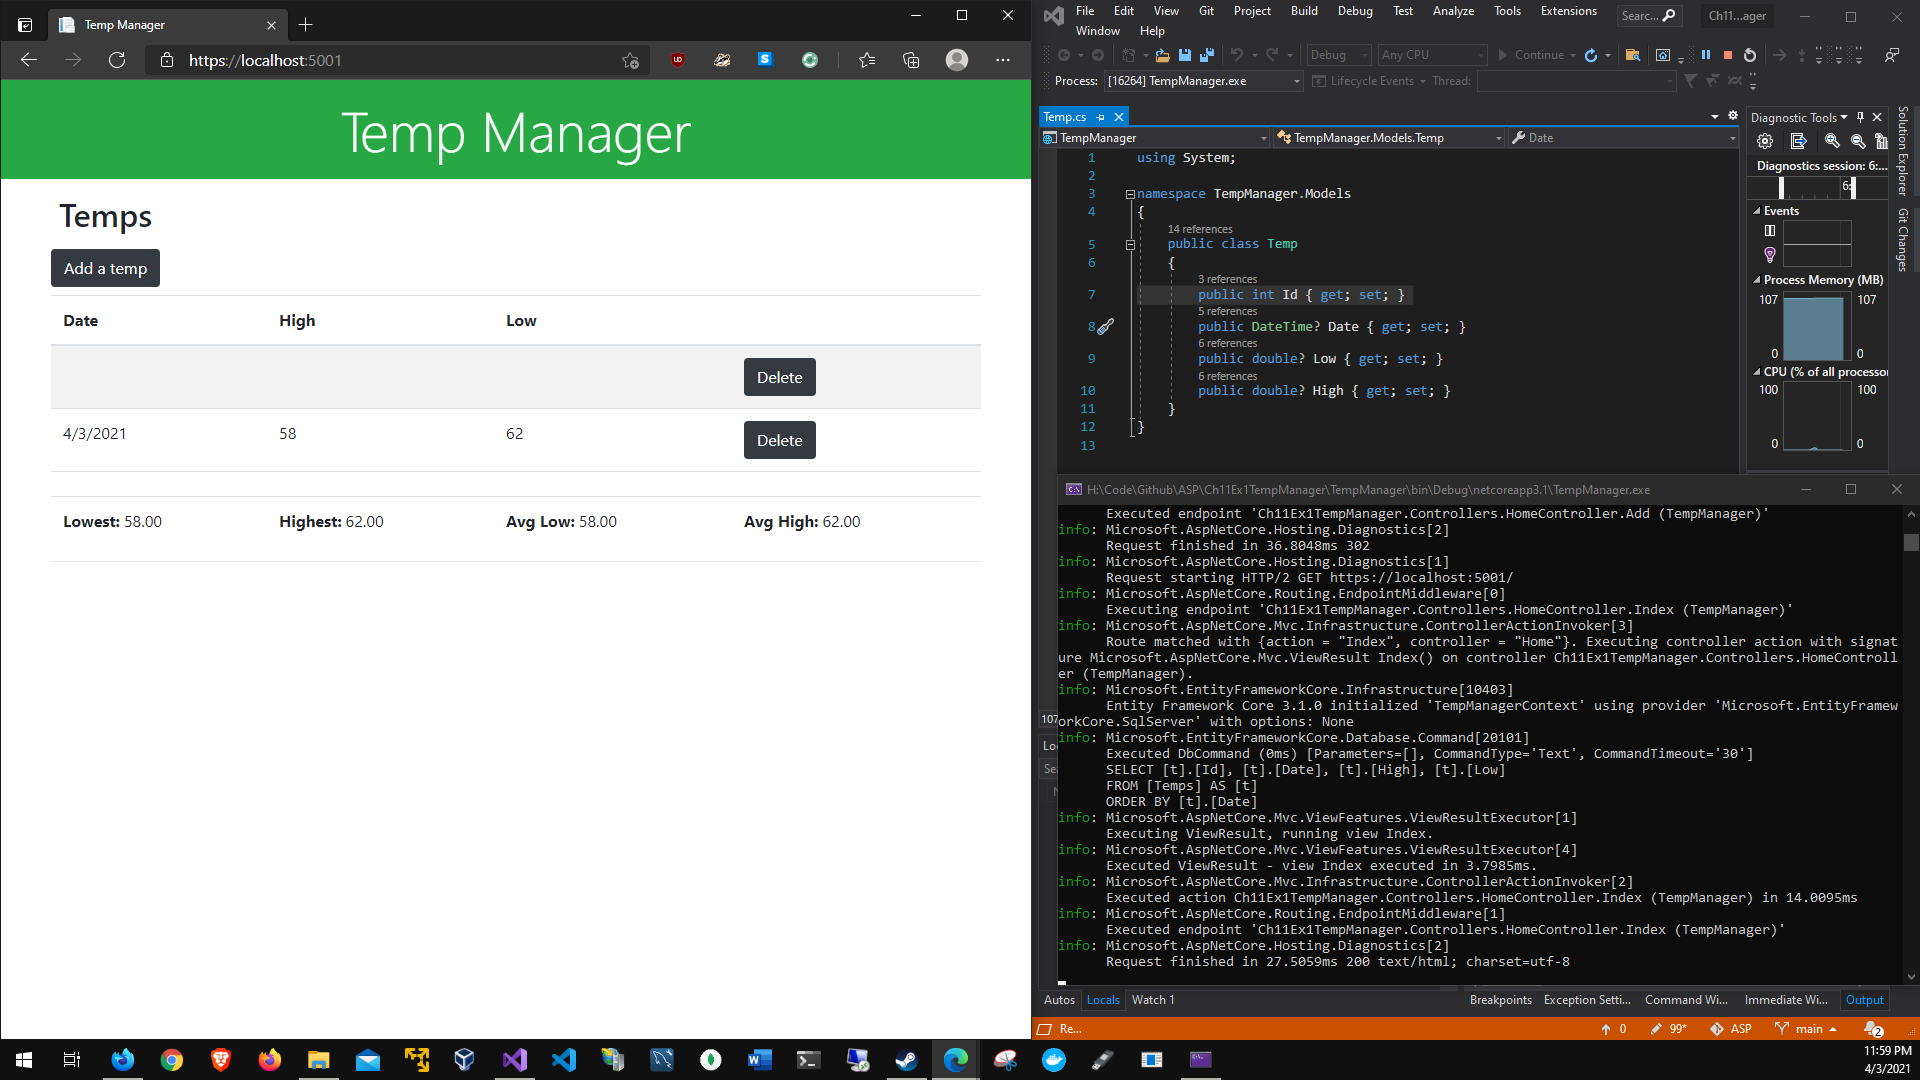 Temp Manager
https://localhost:5001
Temp Manager
Temps
Add a temp
Date High Low
Delete
4/3/2021 58 62 Delete
Lowest: 58.00 Highest: 62.00 Avg Low: 58.00 Avg High: 62.00
File Edit View Git Project Build Debug Test Analyze Tools Extensions
Window Help
Searc...
Ch11...ager
Debug Any CPU Continue
Process: [16264] TempManager.exe Lifecycle Events Thread:
Temp.cs
TempManager TempManager.Models.Temp Date
1 using System;
2
3 namespace TempManager.Models
4 {
14 references
5 public class Temp
6 {
3 references
7 public int Id { get; set; }
5 references
8 public DateTime? Date { get; set; }
6 references
9 public double? Low { get; set; }
6 references
10 public double? High { get; set; }
11 }
12 }
13
Diagnostic Tools
Diagnostics session: 6:...
6:
Events
Process Memory (MB)
107 107
0 0
CPU (% of all processor
100 100
0 0
Solution Explorer
Git Changes
107
Lo
Se
H:\Code\Github\ASP\Ch11Ex1TempManager\TempManager\bin\Debug\netcoreapp3.1\TempManager.exe
Executed endpoint 'Ch11Ex1TempManager.Controllers.HomeController.Add (TempManager)'
info: Microsoft.AspNetCore.Hosting.Diagnostics[2]
Request finished in 36.8048ms 302
info: Microsoft.AspNetCore.Hosting.Diagnostics[1]
Request starting HTTP/2 GET https://localhost:5001/
info: Microsoft.AspNetCore.Routing.EndpointMiddleware[0]
Executing endpoint 'Ch11Ex1TempManager.Controllers.HomeController.Index (TempManager)'
info: Microsoft.AspNetCore.Mvc.Infrastructure.ControllerActionInvoker[3]
Route matched with {action = "Index", controller = "Home"}. Executing controller action with signat
ure Microsoft.AspNetCore.Mvc.ViewResult Index() on controller Ch11Ex1TempManager.Controllers.HomeControll
er (TempManager).
info: Microsoft.EntityFrameworkCore.Infrastructure[10403]
Entity Framework Core 3.1.0 initialized 'TempManagerContext' using provider 'Microsoft.EntityFramew
orkCore.SqlServer' with options: None
info: Microsoft.EntityFrameworkCore.Database.Command[20101]
Executed DbCommand (0ms) [Parameters=[], CommandType='Text', CommandTimeout='30']
SELECT [t].[Id], [t].[Date], [t].[High], [t].[Low]
FROM [Temps] AS [t]
ORDER BY [t].[Date]
info: Microsoft.AspNetCore.Mvc.ViewFeatures.ViewResultExecutor[1]
Executing ViewResult, running view Index.
info: Microsoft.AspNetCore.Mvc.ViewFeatures.ViewResultExecutor[4]
Executed ViewResult - view Index executed in 3.7985ms.
info: Microsoft.AspNetCore.Mvc.Infrastructure.ControllerActionInvoker[2]
Executed action Ch11Ex1TempManager.Controllers.HomeController.Index (TempManager) in 14.0095ms
info: Microsoft.AspNetCore.Routing.EndpointMiddleware[1]
Executed endpoint 'Ch11Ex1TempManager.Controllers.HomeController.Index (TempManager)'
info: Microsoft.AspNetCore.Hosting.Diagnostics[2]
Request finished in 27.5059ms 200 text/html; charset=utf-8
Autos Locals Watch 1
Breakpoints Exception Setti... Command Wi... Immediate Wi... Output
Re... 0 99* ASP main 2
11:59 PM
4/3/2021